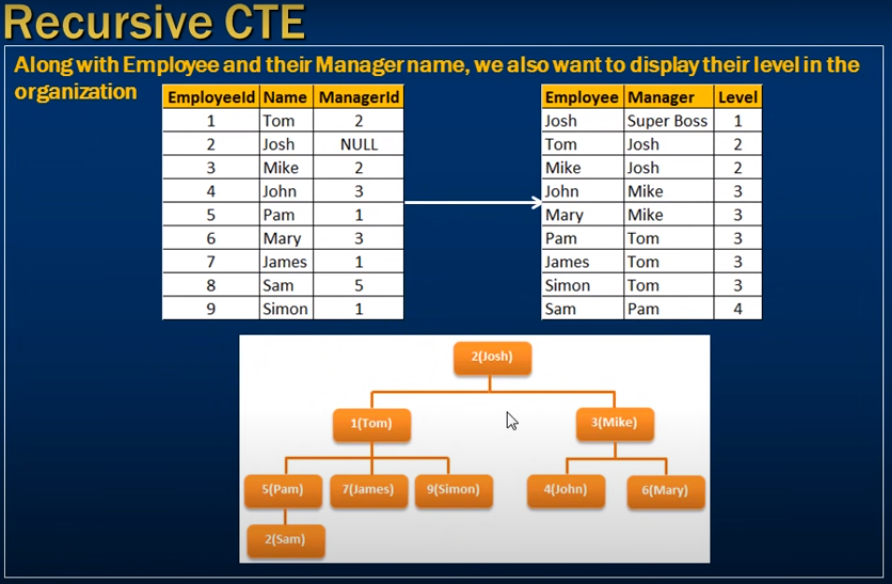 Recursive CTE
Along with Employee and their Manager name, we also want to display their level in the
organization
EmployeeId Name ManagerId
1 Tom 2
2 Josh NULL
3 Mike 2
4 John 3
5 Pam 1
6 Mary 3
7 James 1
8 Sam 5
9 Simon 1
Employee Manager Level
Josh Super Boss 1
Tom Josh 2
Mike Josh 2
John Mike 3
Mary Mike 3
Pam Tom 3
James Tom 3
Simon Tom 3
Sam Pam 4
2(Josh)
1(Tom) 3(Mike)
5(Pam) 7(James) 9(Simon) 4(John) 6(Mary)
2(Sam)